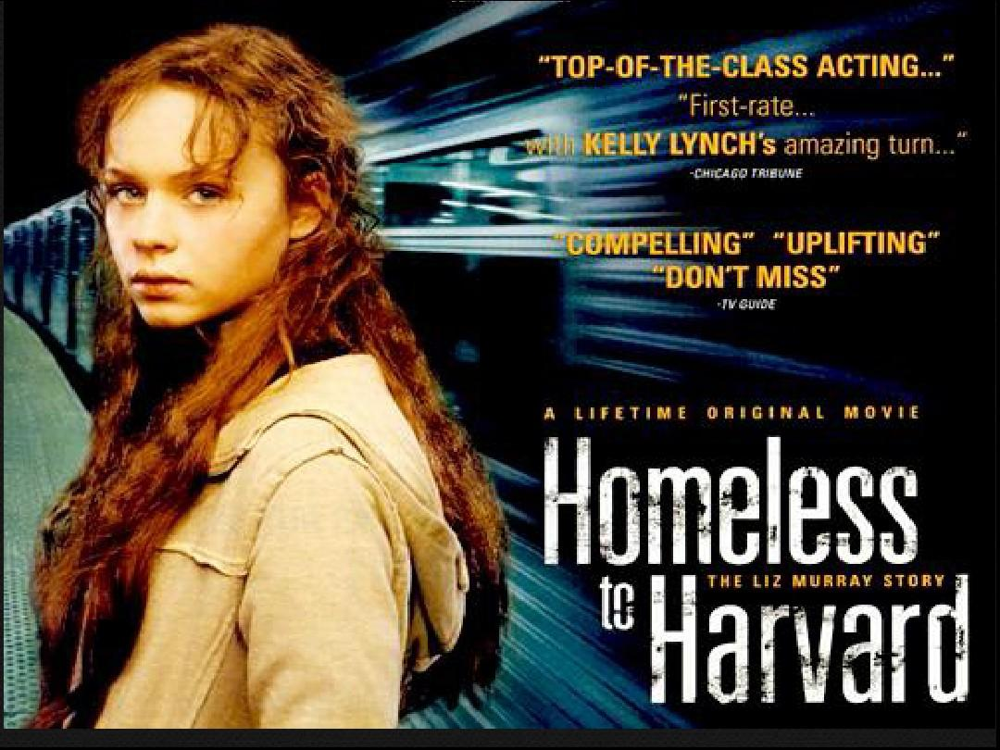 “TOP-OF-THE-CLASS ACTING...”
“First-rate...
with KELLY LYNCH's amazing turn...”
-CHICAGO TRIBUNE
“COMPELLING” “UPLIFTING”
“DON'T MISS”
-TV GUIDE
A LIFETIME ORIGINAL MOVIE
Homeless
THE LIZ MURRAY STORY
to Harvard